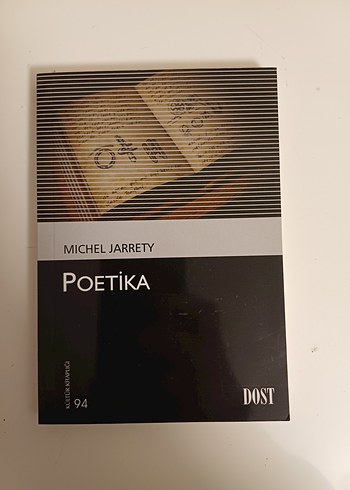 MICHEL JARRETY
POETİKA
KÜLTÜR KİTAPLIĞI
94
DOST